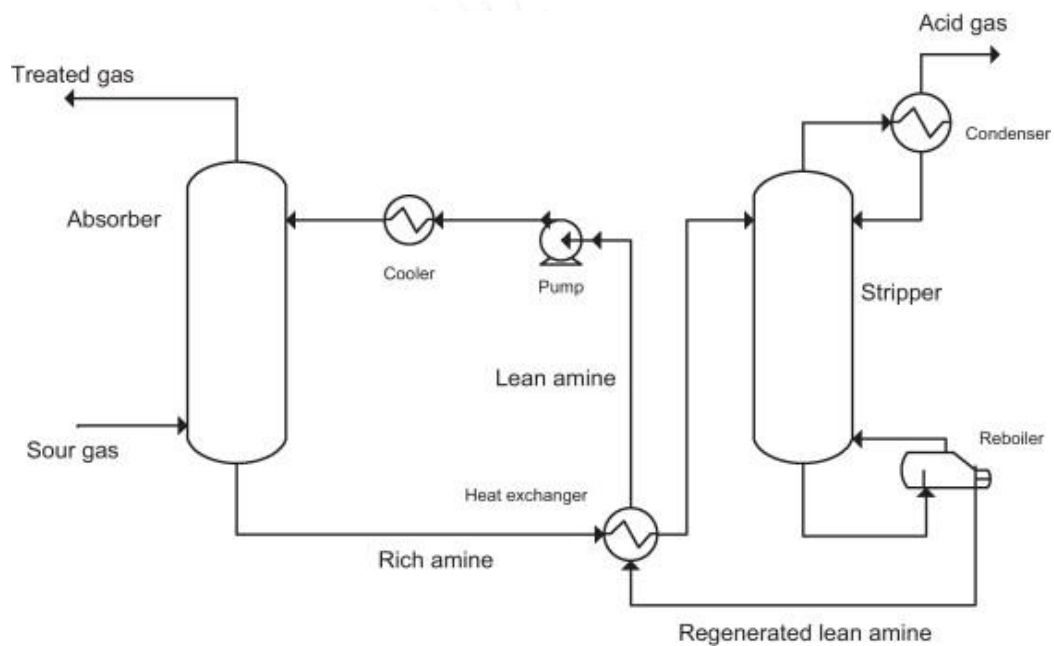 Acid gas
Treated gas
Condenser
Absorber
Cooler
Pump
Stripper
Lean amine
Sour gas
Reboiler
Heat exchanger
Rich amine
Regenerated lean amine